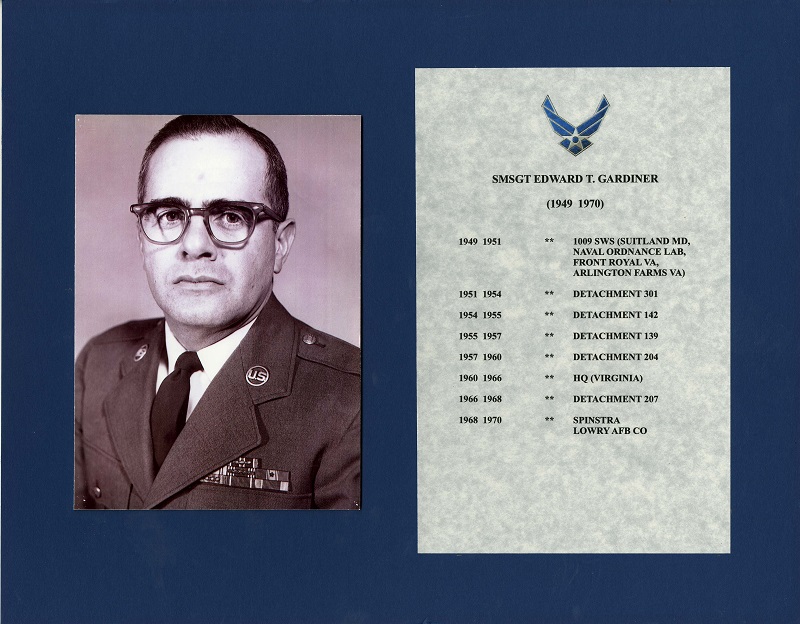 U.S.
SMSGT EDWARD T. GARDINER
(1949 1970)
1949 1951 ** 1009 SWS (SUITLAND MD,
NAVAL ORDNANCE LAB,
FRONT ROYAL VA,
ARLINGTON FARMS VA)
1951 1954 ** DETACHMENT 301
1954 1955 ** DETACHMENT 142
1955 1957 ** DETACHMENT 139
1957 1960 ** DETACHMENT 204
1960 1966 ** HQ (VIRGINIA)
1966 1968 ** DETACHMENT 207
1968 1970 ** SPINSTRA
LOWRY AFB CO